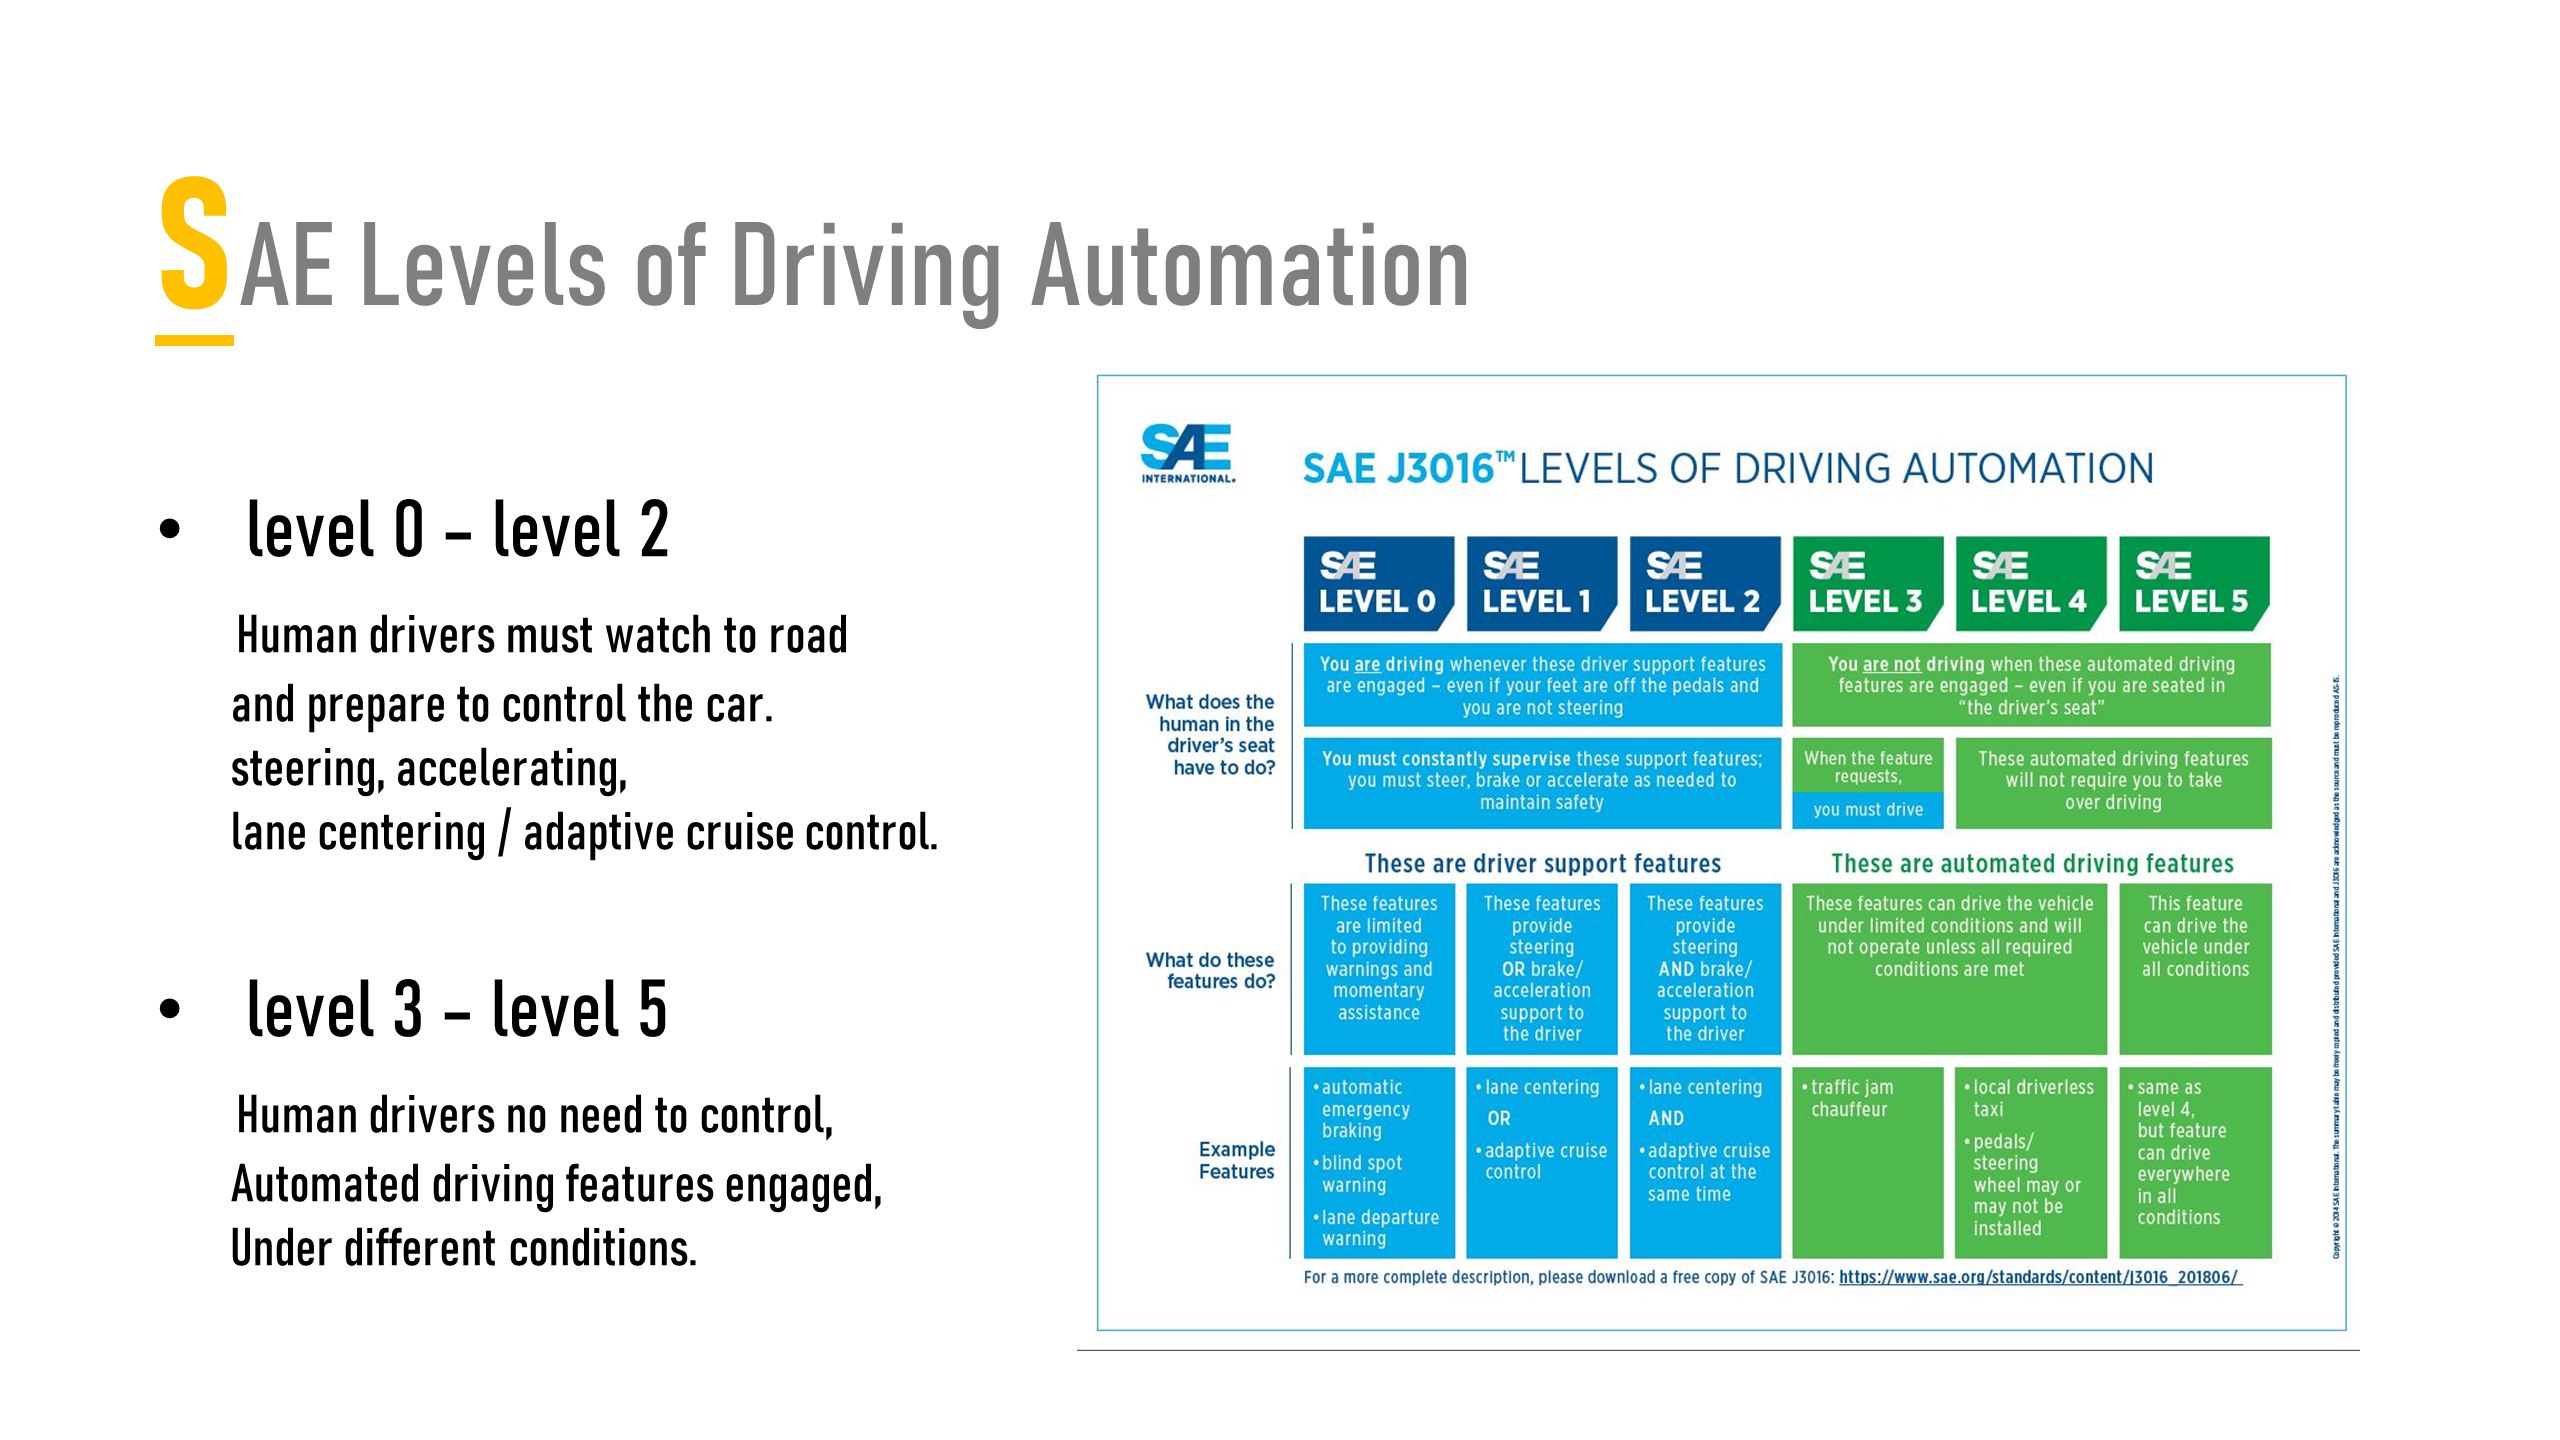 SAE Levels of Driving Automation
• level 0 – level 2
Human drivers must watch to road
and prepare to control the car.
steering, accelerating,
lane centering / adaptive cruise control.
• level 3 – level 5
Human drivers no need to control,
Automated driving features engaged,
Under different conditions.
SAE
INTERNATIONAL.
SAE J3016™ LEVELS OF DRIVING AUTOMATION
SAE
LEVEL 0
SAE
LEVEL 1
SAE
LEVEL 2
SAE
LEVEL 3
SAE
LEVEL 4
SAE
LEVEL 5
What does the
human in the
driver's seat
have to do?
You are driving whenever these driver support features
are engaged – even if your feet are off the pedals and
you are not steering
You are not driving when these automated driving
features are engaged – even if you are seated in
“the driver's seat”
You must constantly supervise these support features;
you must steer, brake or accelerate as needed to
maintain safety
When the feature
requests,
you must drive
These automated driving features
will not require you to take
over driving
These are driver support features
These are automated driving features
What do these
features do?
These features
are limited
to providing
warnings and
momentary
assistance
These features
provide
steering
OR brake/
acceleration
support to
the driver
These features
provide
steering
AND brake/
acceleration
support to
the driver
These features can drive the vehicle
under limited conditions and will
not operate unless all required
conditions are met
This feature
can drive the
vehicle under
all conditions
Example
Features
• automatic
emergency
braking
• blind spot
warning
• lane departure
warning
• lane centering
OR
• adaptive cruise
control
• lane centering
AND
• adaptive cruise
control at the
same time
• traffic jam
chauffeur
• local driverless
taxi
• pedals/
steering
wheel may or
may not be
installed
• same as
level 4,
but feature
can drive
everywhere
in all
conditions
For a more complete description, please download a free copy of SAE J3016: https://www.sae.org/standards/content/J3016_201806/
Copyright © 2014 SAE International. The summary table may be freely copied and distributed provided SAE International and J3016 are acknowledged as the source and must be reproduced AS-IS.